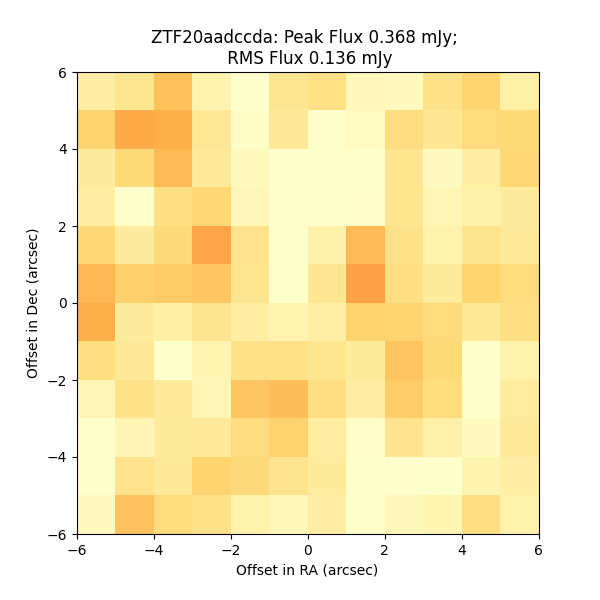 ZTF20aadccda: Peak Flux 0.368 mJy;
RMS Flux 0.136 mJy
6
4
2
0
−2
−4
−6
Offset in Dec (arcsec)
−6 −4 −2 0 2 4 6
Offset in RA (arcsec)